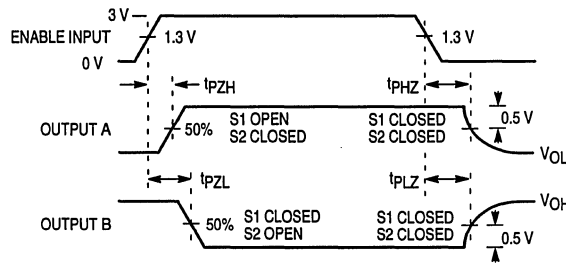 3 V
ENABLE INPUT
1.3 V
1.3 V
0 V
tPZH
tPHZ
OUTPUT A
50%
S1 OPEN
S2 CLOSED
S1 CLOSED
S2 CLOSED
0.5 V
VOL
tPZL
tPLZ
OUTPUT B
50%
S1 CLOSED
S2 OPEN
S1 CLOSED
S2 CLOSED
VOH
0.5 V